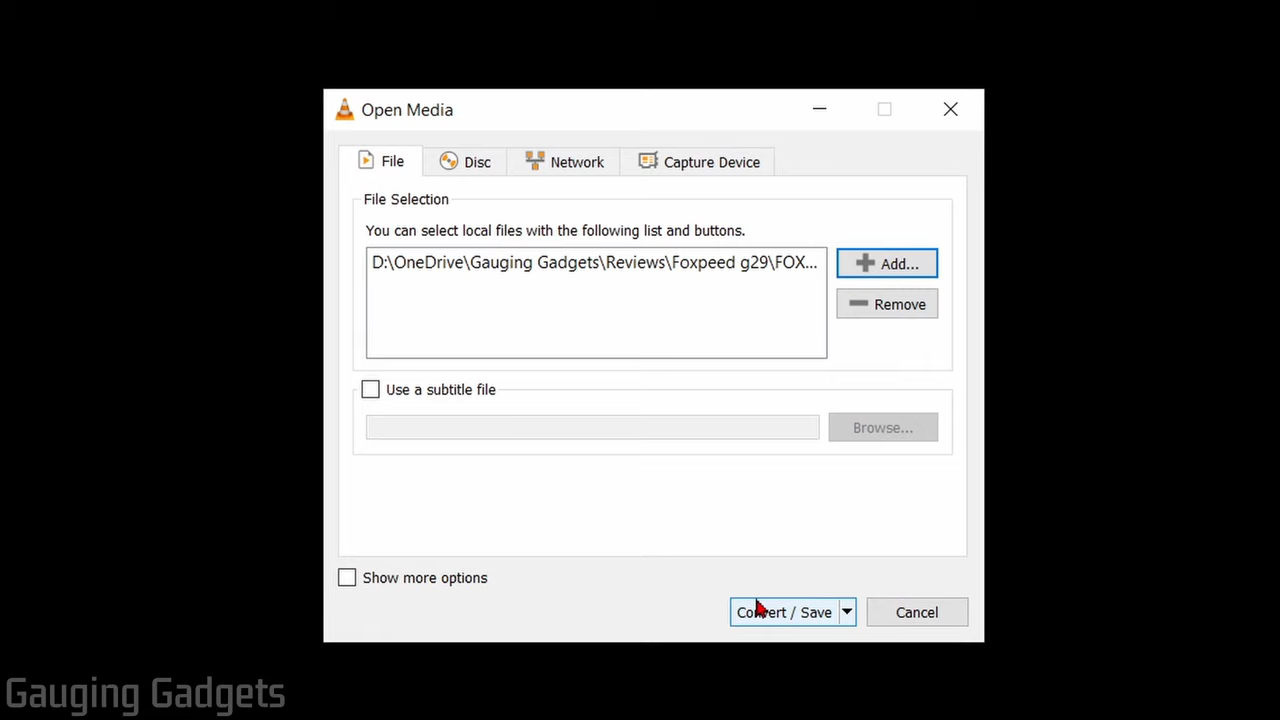 Open Media
File
Disc
Network
Capture Device
File Selection
You can select local files with the following list and buttons.
D:\OneDrive\Gauging Gadgets\Reviews\Foxpeed g29\FOX...
Add...
Remove
Use a subtitle file
Browse...
Show more options
Convert / Save
Cancel
Gauging Gadgets